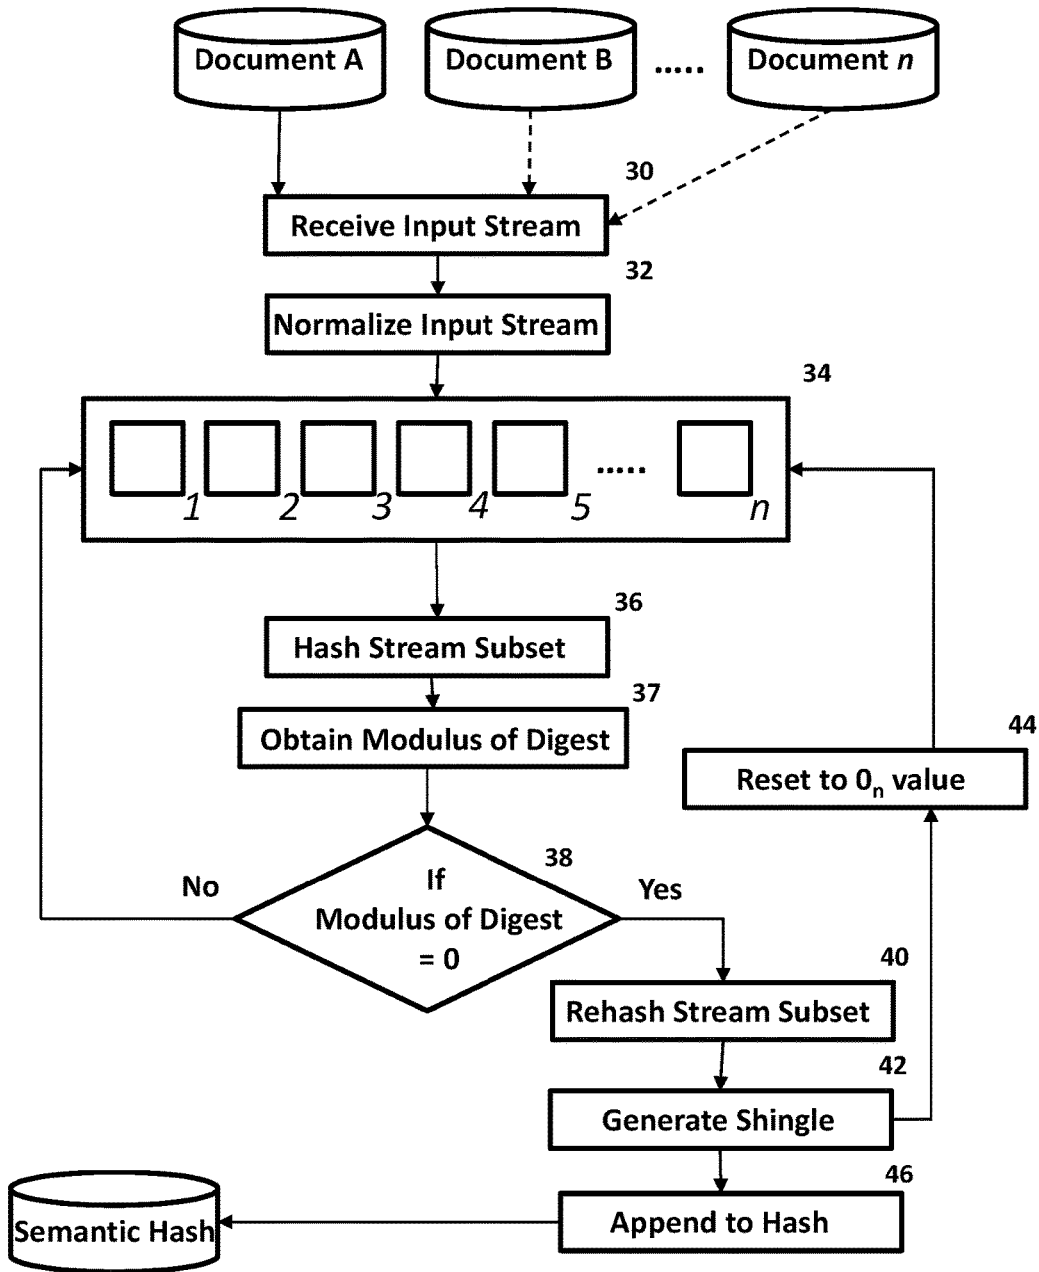 Document A
Document B
.....
Document n
30
Receive Input Stream
32
Normalize Input Stream
34
1 2 3 4 5 ..... n
36
Hash Stream Subset
37
Obtain Modulus of Digest
44
Reset to 0n value
38
No
If
Modulus of Digest
= 0
Yes
40
Rehash Stream Subset
42
Generate Shingle
46
Append to Hash
Semantic Hash